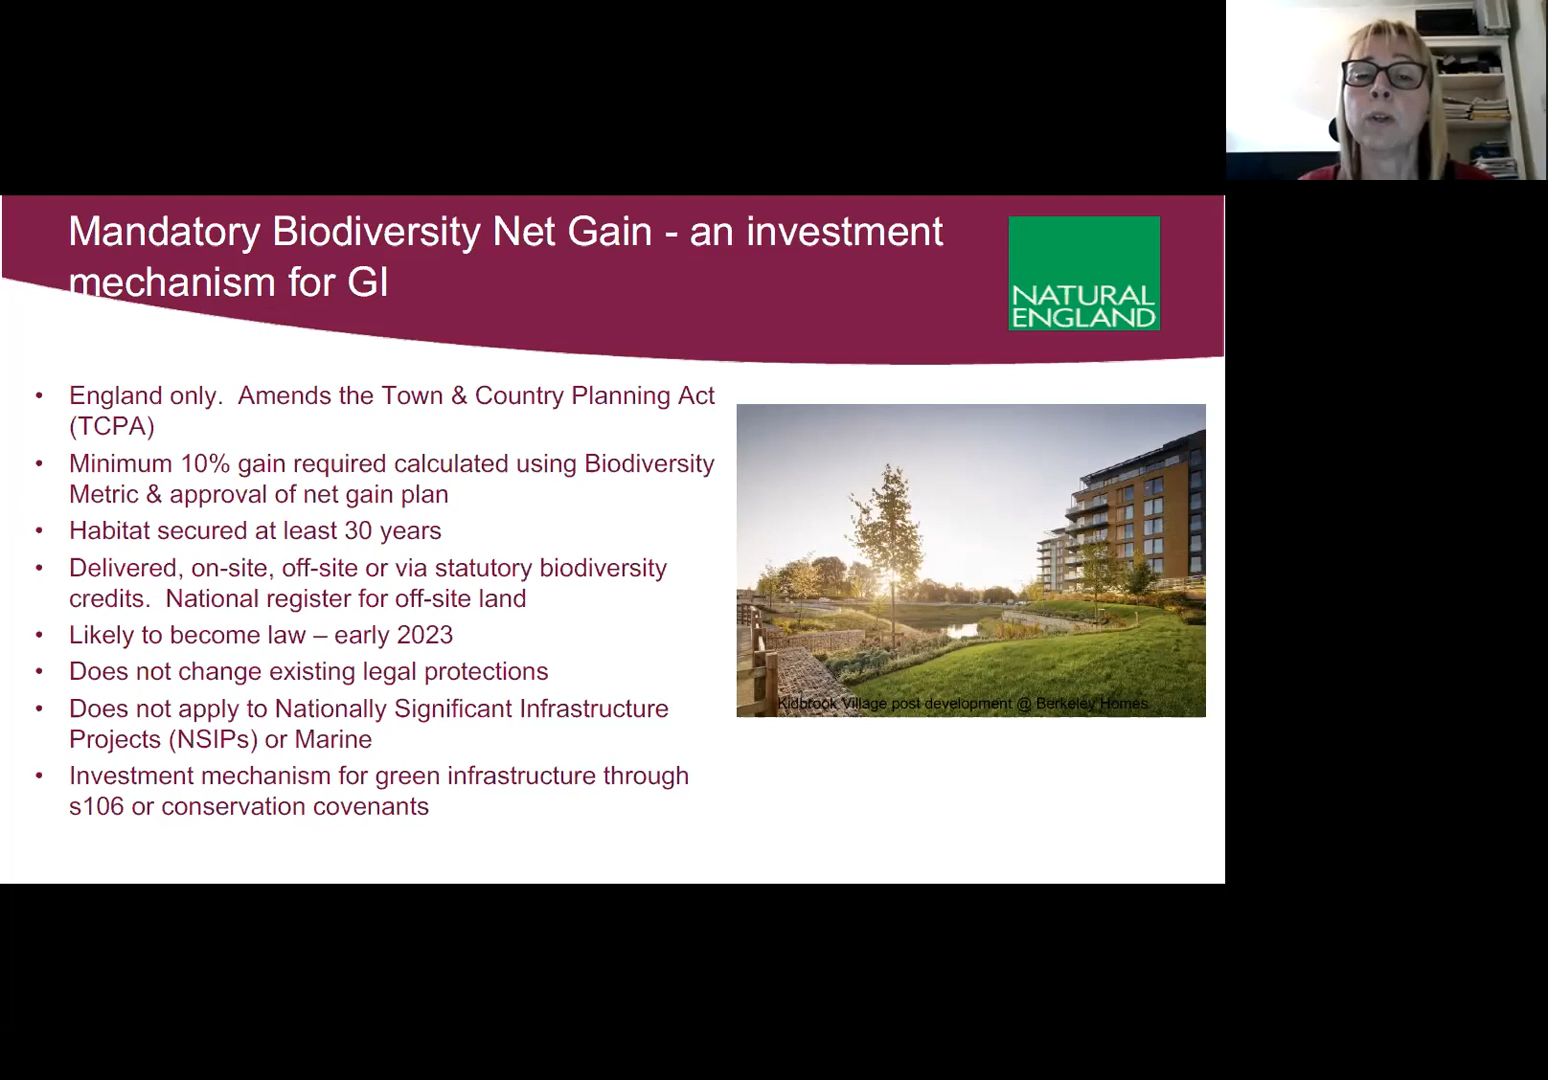 Mandatory Biodiversity Net Gain - an investment
mechanism for GI
NATURAL
ENGLAND
• England only.  Amends the Town & Country Planning Act
(TCPA)
• Minimum 10% gain required calculated using Biodiversity
Metric & approval of net gain plan
• Habitat secured at least 30 years
• Delivered, on-site, off-site or via statutory biodiversity
credits.  National register for off-site land
• Likely to become law – early 2023
• Does not change existing legal protections
• Does not apply to Nationally Significant Infrastructure
Projects (NSIPs) or Marine
• Investment mechanism for green infrastructure through
s106 or conservation covenants
Kidbrook Village post development @ Berkeley Homes